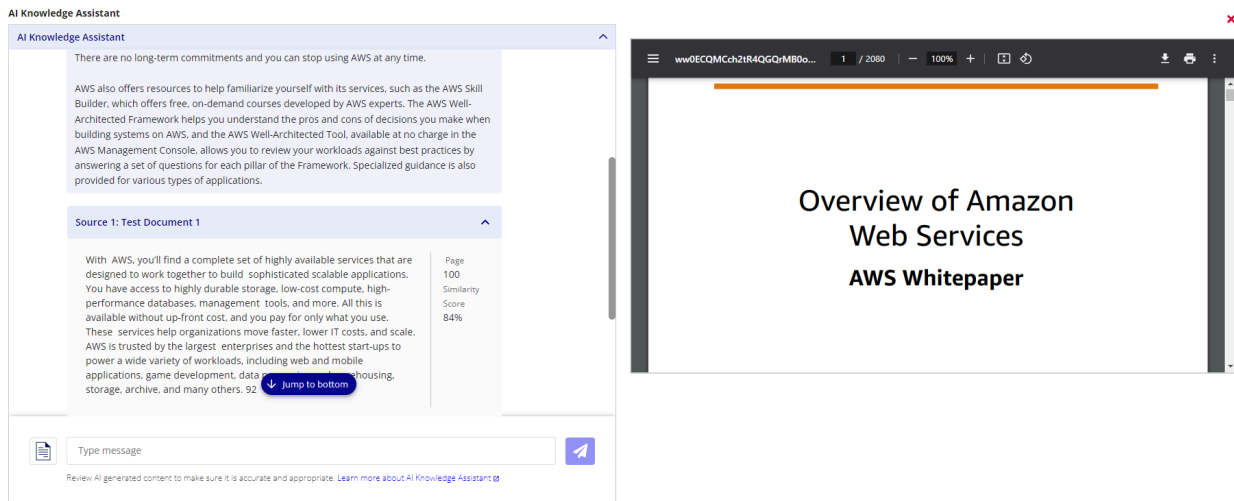 AI Knowledge Assistant
AI Knowledge Assistant
There are no long-term commitments and you can stop using AWS at any time.
AWS also offers resources to help familiarize yourself with its services, such as the AWS Skill
Builder, which offers free, on-demand courses developed by AWS experts. The AWS Well-
Architected Framework helps you understand the pros and cons of decisions you make when
building systems on AWS, and the AWS Well-Architected Tool, available at no charge in the
AWS Management Console, allows you to review your workloads against best practices by
answering a set of questions for each pillar of the Framework. Specialized guidance is also
provided for various types of applications.
Source 1: Test Document 1
With AWS, you'll find a complete set of highly available services that are
designed to work together to build sophisticated scalable applications.
You have access to highly durable storage, low-cost compute, high-
performance databases, management tools, and more. All this is
available without up-front cost, and you pay for only what you use.
These services help organizations move faster, lower IT costs, and scale.
AWS is trusted by the largest enterprises and the hottest start-ups to
power a wide variety of workloads, including web and mobile
applications, game development, data
storage, archive, and many others. 92
Page
100
Similarity
Score
84%
Jump to bottom
Type message
Review AI generated content to make sure it is accurate and appropriate. Learn more about AI Knowledge Assistant
ww0ECQMCch2tR4QGQrMB0o... 1 / 2080 100%
Overview of Amazon
Web Services
AWS Whitepaper